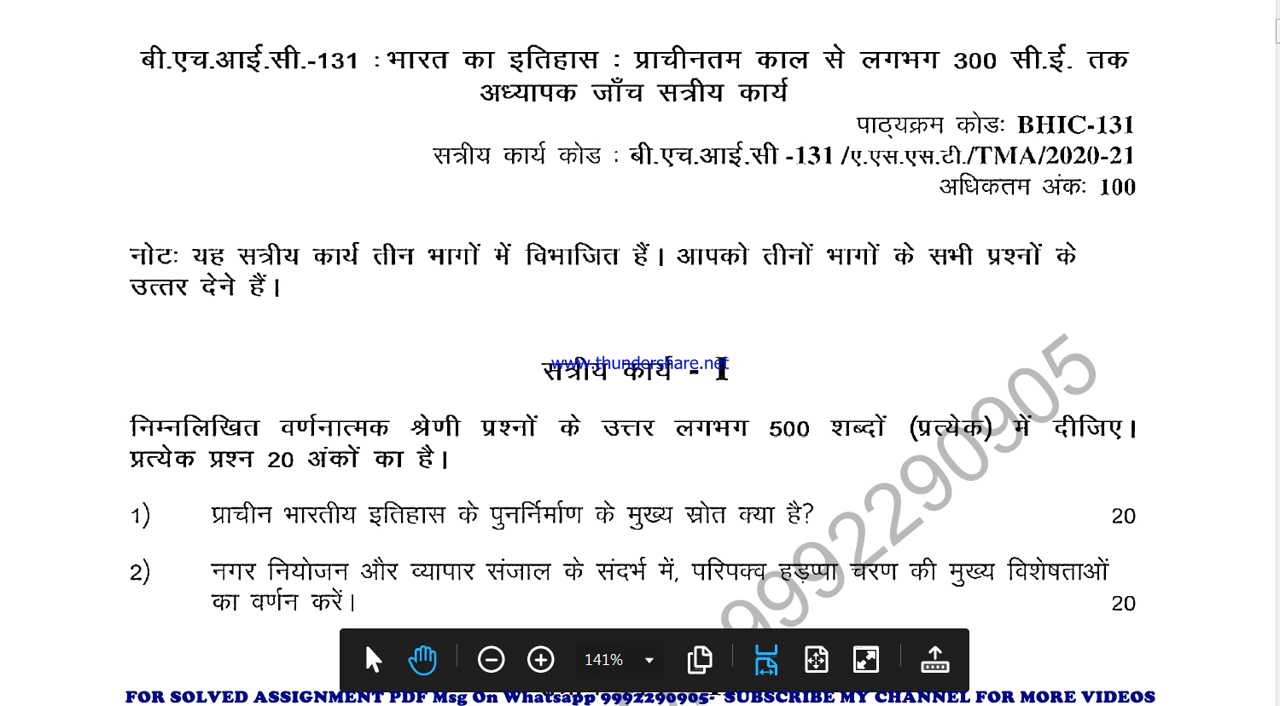 बी.एच.आई.सी.-131 : भारत का इतिहास : प्राचीनतम काल से लगभग 300 सी.ई. तक
अध्यापक जाँच सत्रीय कार्य
पाठ्यक्रम कोडः BHIC-131
सत्रीय कार्य कोड : बी.एच.आई.सी -131 /ए.एस.एस.टी./TMA/2020-21
अधिकतम अंकः 100
नोटः यह सत्रीय कार्य तीन भागों में विभाजित हैं। आपको तीनों भागों के सभी प्रश्नों के
उत्तर देने हैं।
www.thundershare.net
सत्रीय कार्य - I
निम्नलिखित वर्णनात्मक श्रेणी प्रश्नों के उत्तर लगभग 500 शब्दों (प्रत्येक) में दीजिए।
प्रत्येक प्रश्न 20 अंकों का है।
1) प्राचीन भारतीय इतिहास के पुनर्निर्माण के मुख्य स्रोत क्या है? 20
2) नगर नियोजन और व्यापार संजाल के संदर्भ में, परिपक्व हड़प्पा चरण की मुख्य विशेषताओं
का वर्णन करें। 20
9992290905
141%
FOR SOLVED ASSIGNMENT PDF Msg On Whatsapp 9992290905- SUBSCRIBE MY CHANNEL FOR MORE VIDEOS